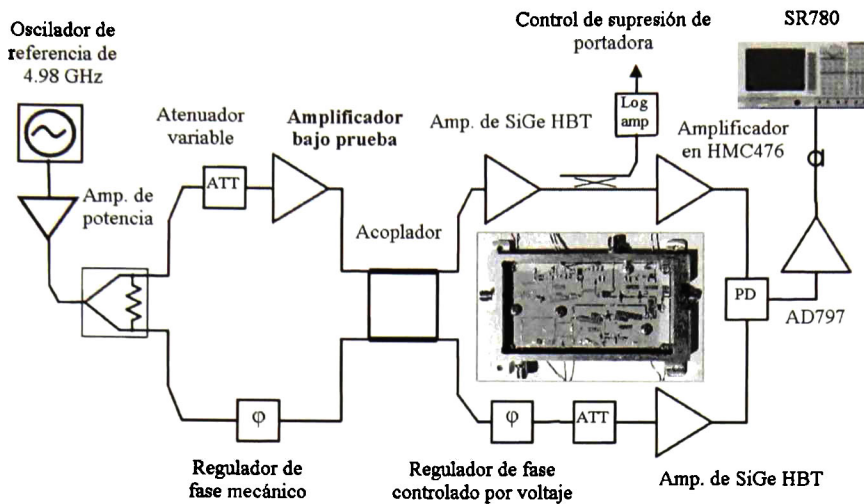 Oscilador de
referencia de
4.98 GHz
Control de supresión de
portadora
SR780
Atenuador
variable
Amplificador
bajo prueba
Amp. de SiGe HBT
Log
amp
Amplificador
en HMC476
ATT
Amp. de
potencia
Acoplador
PD
AD797
φ
φ
ATT
Regulador de
fase mecánico
Regulador de fase
controlado por voltaje
Amp. de SiGe HBT